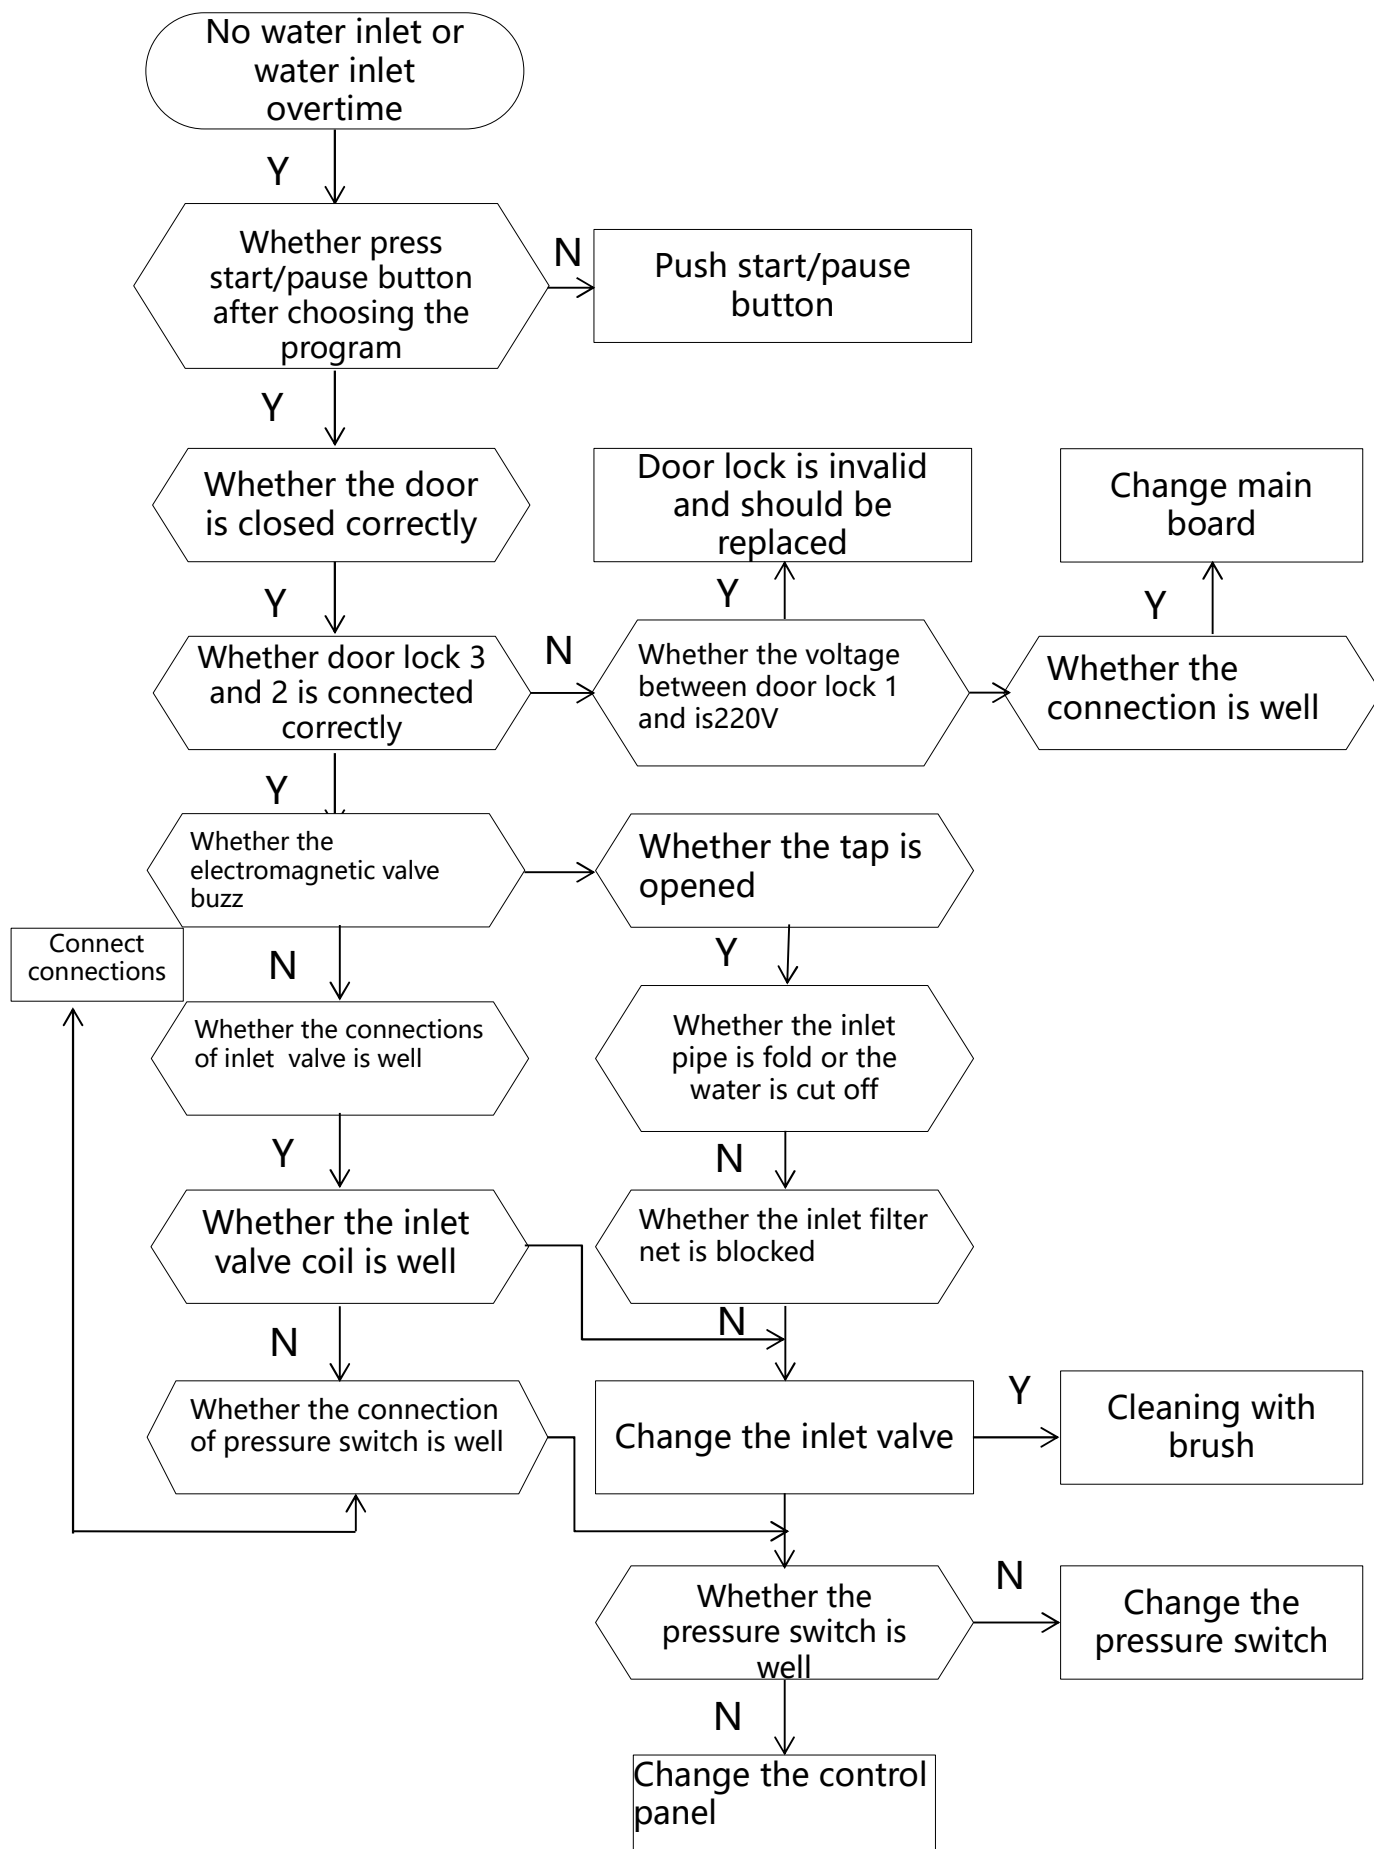 No water inlet or
water inlet
overtime
Y
Whether press
start/pause button
after choosing the
program
N
Push start/pause
button
Y
Whether the door
is closed correctly
Door lock is invalid
and should be
replaced
Change main
board
Y
Y
Y
Whether door lock 3
and 2 is connected
correctly
N
Whether the voltage
between door lock 1
and is220V
Whether the
connection is well
Y
Whether the
electromagnetic valve
buzz
Whether the tap is
opened
Connect
connections
N
Y
Whether the connections
of inlet  valve is well
Whether the inlet
pipe is fold or the
water is cut off
Y
N
Whether the inlet
valve coil is well
Whether the inlet filter
net is blocked
N
N
Whether the connection
of pressure switch is well
Change the inlet valve
Y
Cleaning with
brush
Whether the
pressure switch is
well
N
Change the
pressure switch
N
Change the control
panel